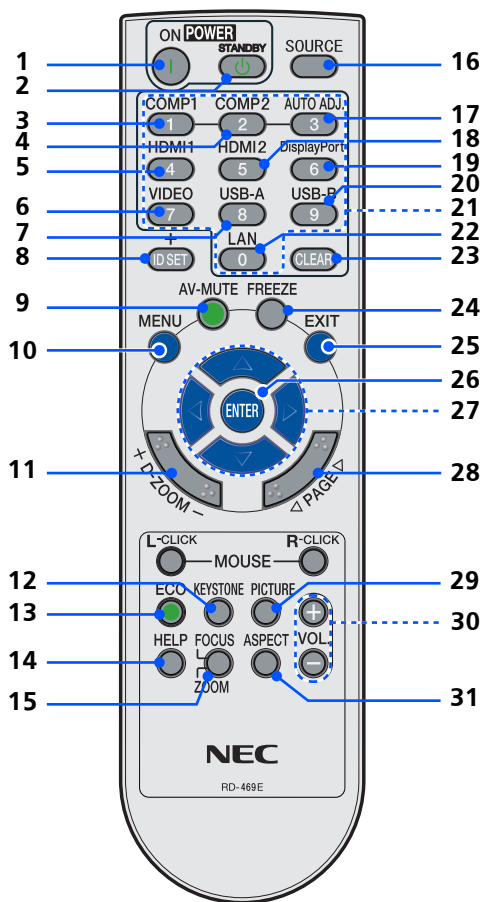 ON POWER
STANDBY
SOURCE
1
2
16
COMP1 COMP2 AUTO ADJ.
1 2 3
3
4
17
18
HDMI1 HDMI2 DisplayPort
4 5 6
5
19
VIDEO USB-A USB-B
7 8 9
6
20
7
21
+ LAN
ID SET 0 CLEAR
8
22
23
AV-MUTE FREEZE
9
24
MENU EXIT
10
25
ENTER
26
27
+ D-ZOOM −
◁ PAGE ▷
11
28
L-CLICK R-CLICK
MOUSE
ECO KEYSTONE PICTURE
12
13
29
+
VOL.
−
30
HELP FOCUS ASPECT
ZOOM
14
15
31
NEC
RD-469E